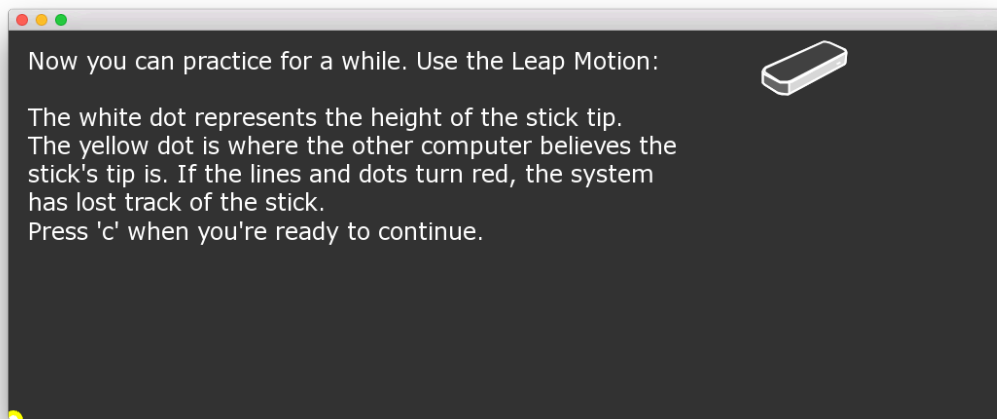 Now you can practice for a while. Use the Leap Motion:
The white dot represents the height of the stick tip.
The yellow dot is where the other computer believes the
stick's tip is. If the lines and dots turn red, the system
has lost track of the stick.
Press 'c' when you're ready to continue.